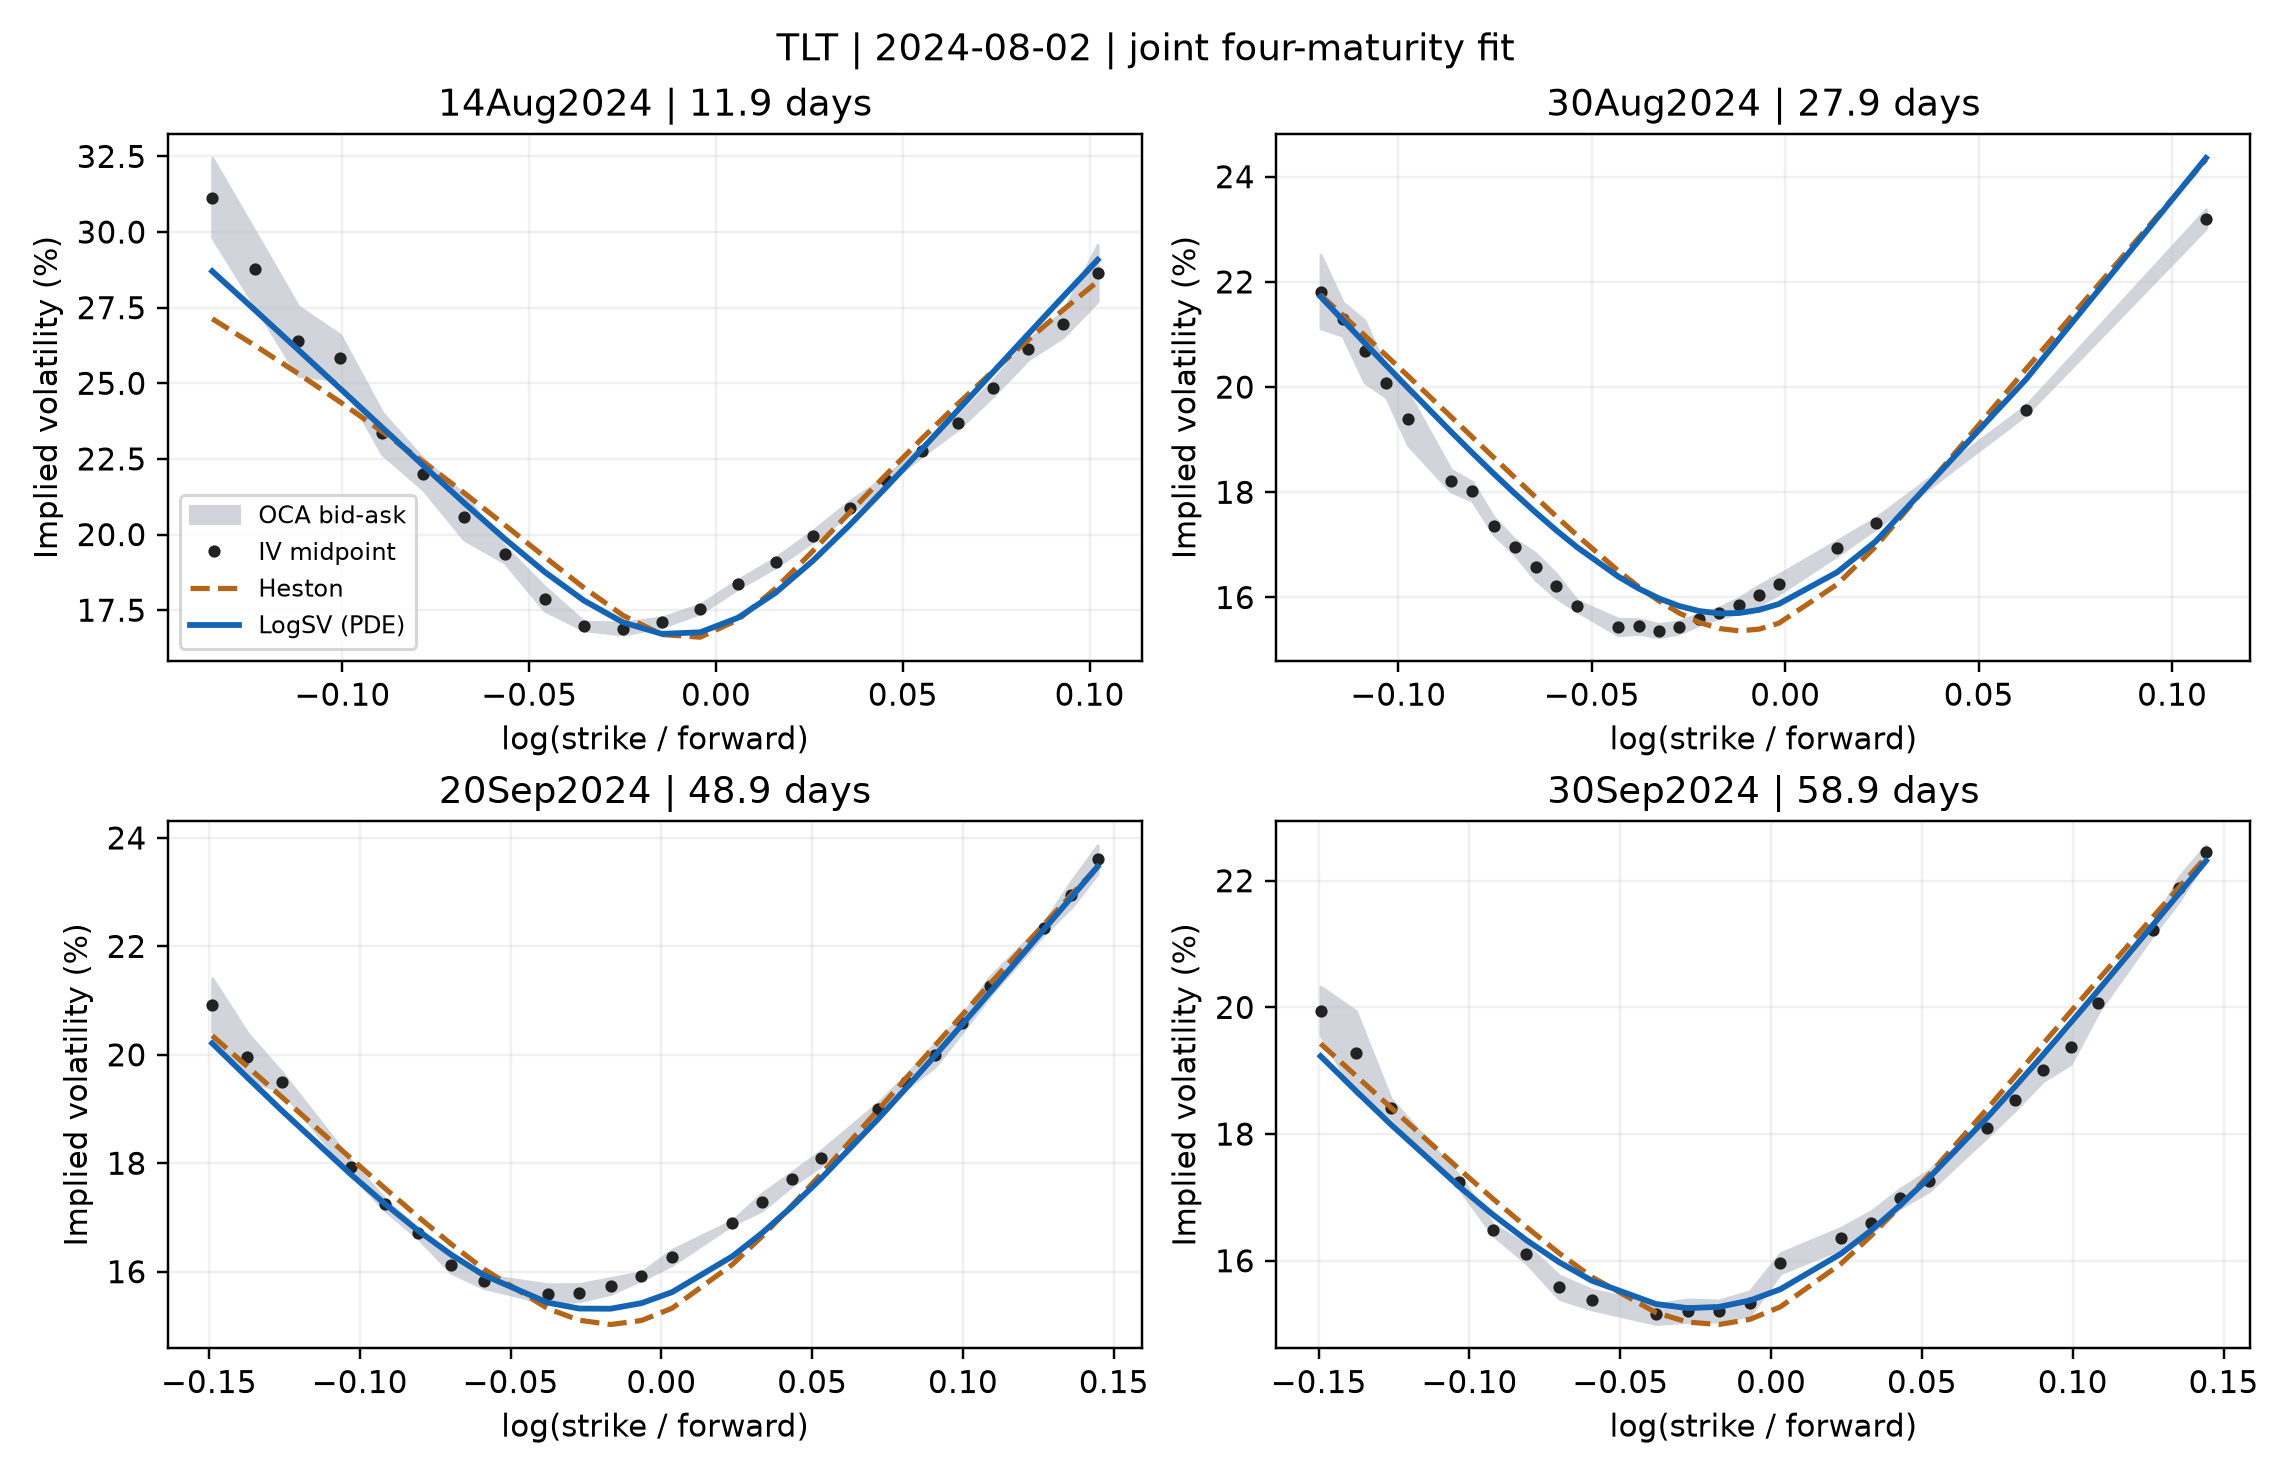 TLT | 2024-08-02 | joint four-maturity fit
14Aug2024 | 11.9 days
32.5
30.0
27.5
25.0
22.5
20.0
17.5
Implied volatility (%)
OCA bid-ask
IV midpoint
Heston
LogSV (PDE)
−0.10
−0.05
0.00
0.05
0.10
log(strike / forward)
30Aug2024 | 27.9 days
24
22
20
18
16
Implied volatility (%)
−0.10
−0.05
0.00
0.05
0.10
log(strike / forward)
20Sep2024 | 48.9 days
24
22
20
18
16
Implied volatility (%)
−0.15
−0.10
−0.05
0.00
0.05
0.10
0.15
log(strike / forward)
30Sep2024 | 58.9 days
22
20
18
16
Implied volatility (%)
−0.15
−0.10
−0.05
0.00
0.05
0.10
0.15
log(strike / forward)